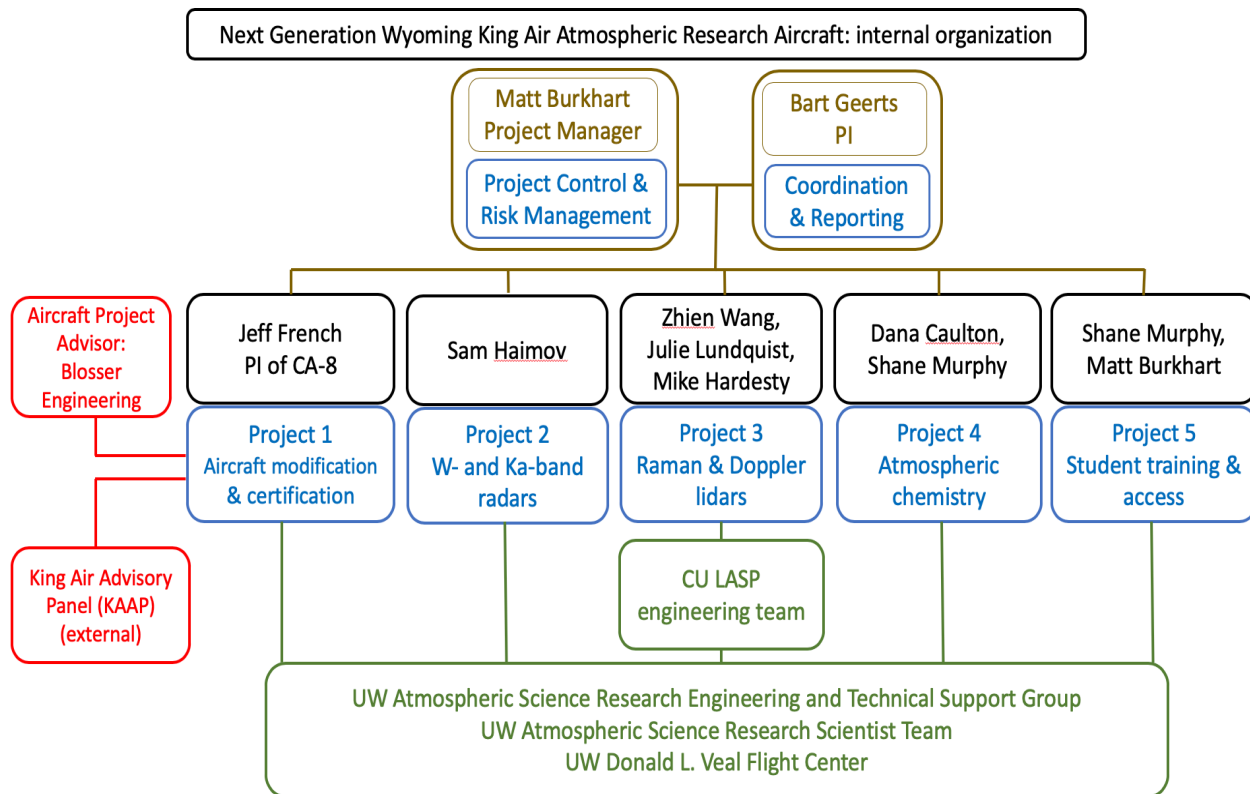 Next Generation Wyoming King Air Atmospheric Research Aircraft: internal organization
Matt Burkhart
Project Manager
Project Control &
Risk Management
Bart Geerts
PI
Coordination
& Reporting
Aircraft Project
Advisor:
Blosser
Engineering
Jeff French
PI of CA-8
Sam Haimov
Zhien Wang,
Julie Lundquist,
Mike Hardesty
Dana Caulton,
Shane Murphy
Shane Murphy,
Matt Burkhart
Project 1
Aircraft modification
& certification
Project 2
W- and Ka-band
radars
Project 3
Raman & Doppler
lidars
Project 4
Atmospheric
chemistry
Project 5
Student training &
access
King Air Advisory
Panel (KAAP)
(external)
CU LASP
engineering team
UW Atmospheric Science Research Engineering and Technical Support Group
UW Atmospheric Science Research Scientist Team
UW Donald L. Veal Flight Center